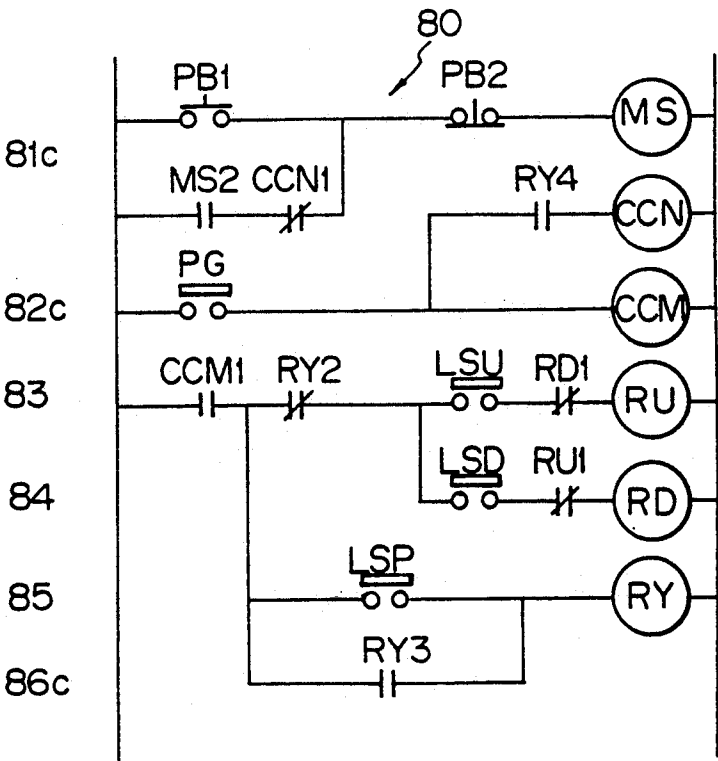 80
PB1 PB2 MS
81c
MS2 CCN1 RY4 CCN
PG
82c CCM
CCM1 RY2 LSU RD1
83 RU
LSD RU1
84 RD
LSP
85 RY
RY3
86c